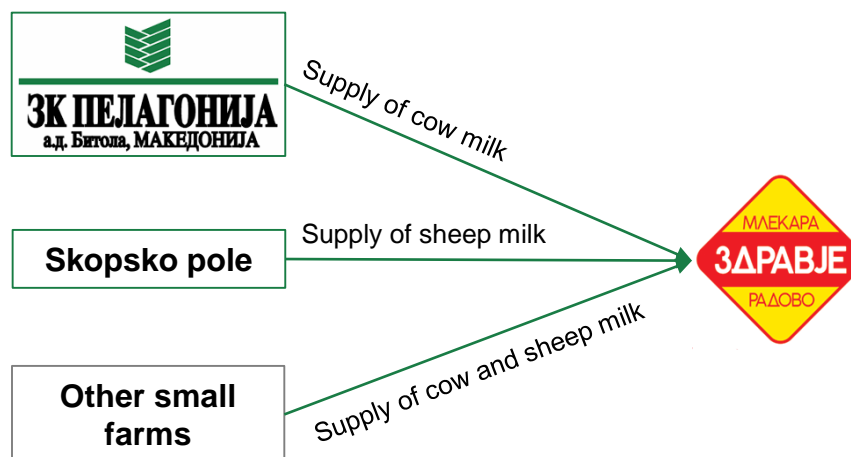 ЗК ПЕЛАГОНИЈА
а.д. Битола, МАКЕДОНИЈА
Supply of cow milk
Skopsko pole
Supply of sheep milk
МЛЕКАРА
ЗДРАВЈЕ
РАДОВО
Other small
farms
Supply of cow and sheep milk